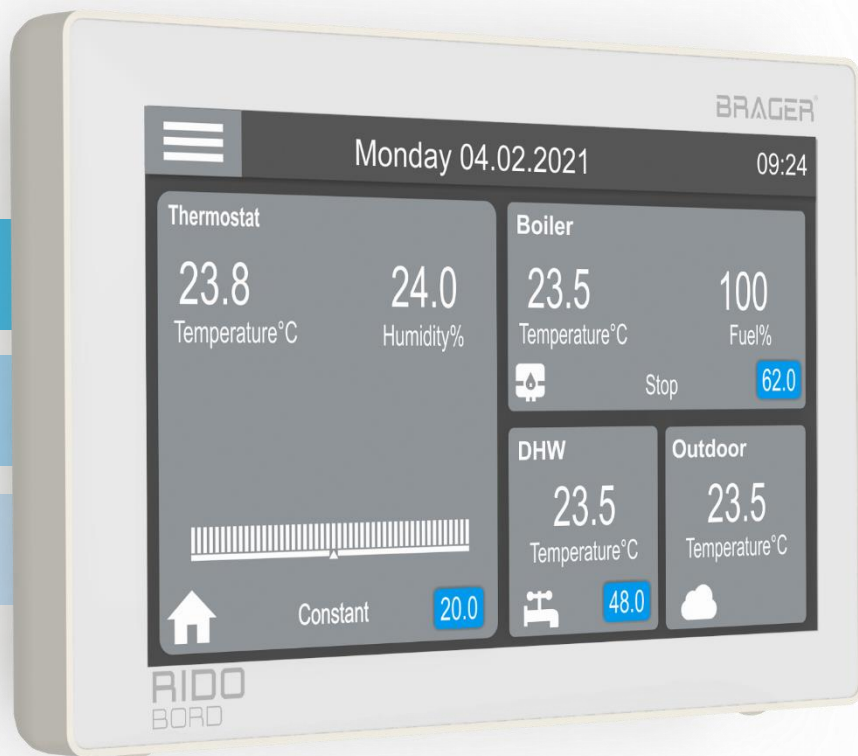 BRAGER
Monday 04.02.2021
09:24
Thermostat
23.8
24.0
Temperature°C
Humidity%
Constant
20.0
Boiler
23.5
100
Temperature°C
Fuel%
Stop
62.0
DHW
23.5
Temperature°C
48.0
Outdoor
23.5
Temperature°C
RIDO
BORD